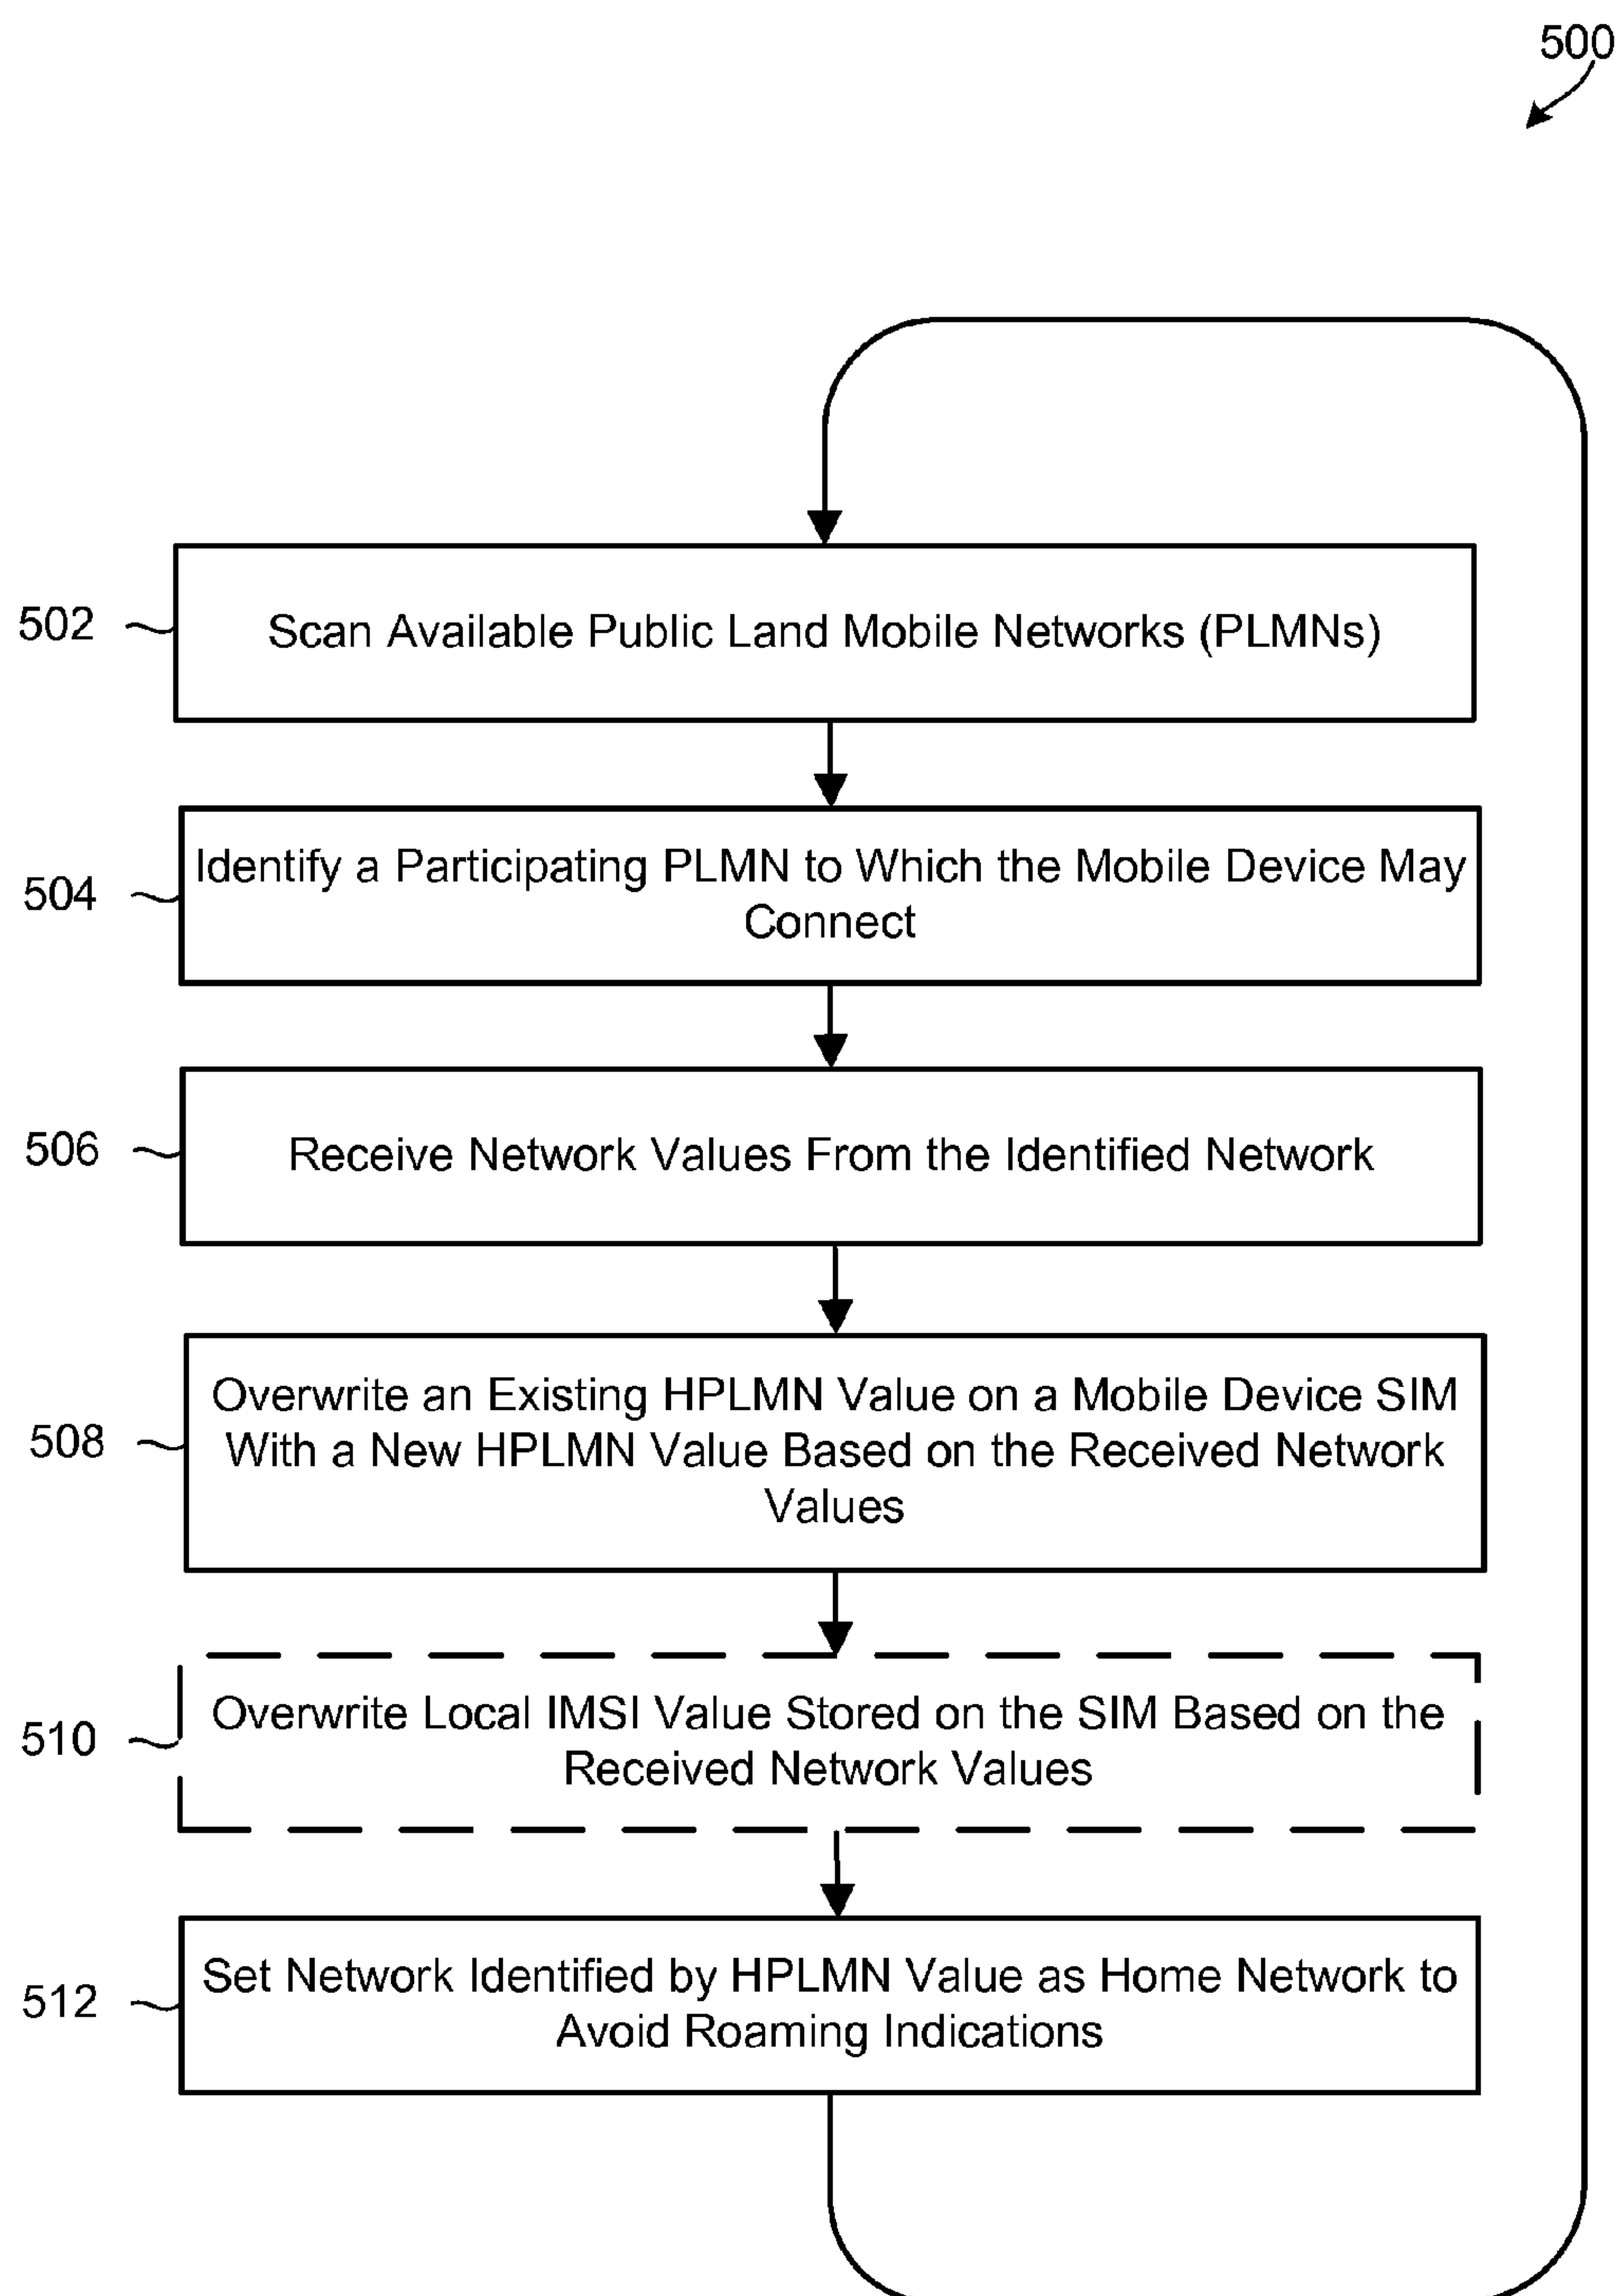 500
502
Scan Available Public Land Mobile Networks (PLMNs)
504
Identify a Participating PLMN to Which the Mobile Device May
Connect
506
Receive Network Values From the Identified Network
508
Overwrite an Existing HPLMN Value on a Mobile Device SIM
With a New HPLMN Value Based on the Received Network
Values
510
Overwrite Local IMSI Value Stored on the SIM Based on the
Received Network Values
512
Set Network Identified by HPLMN Value as Home Network to
Avoid Roaming Indications